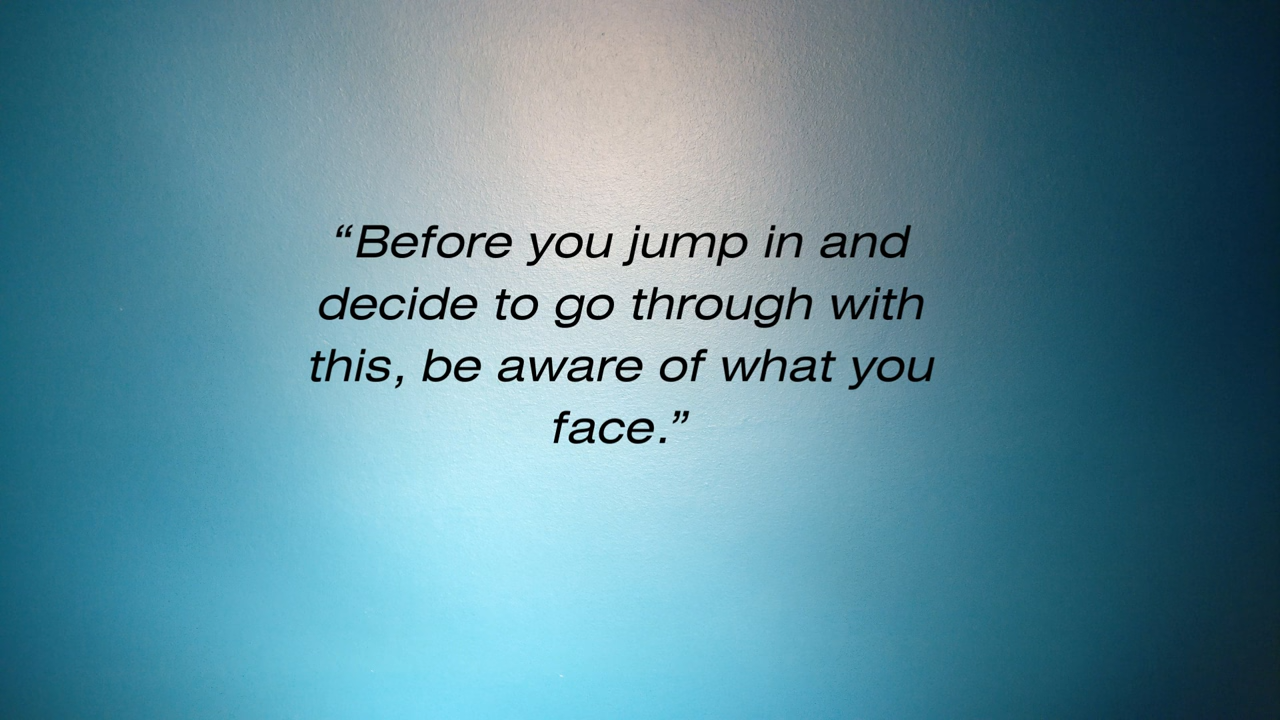 “Before you jump in and
decide to go through with
this, be aware of what you
face.”